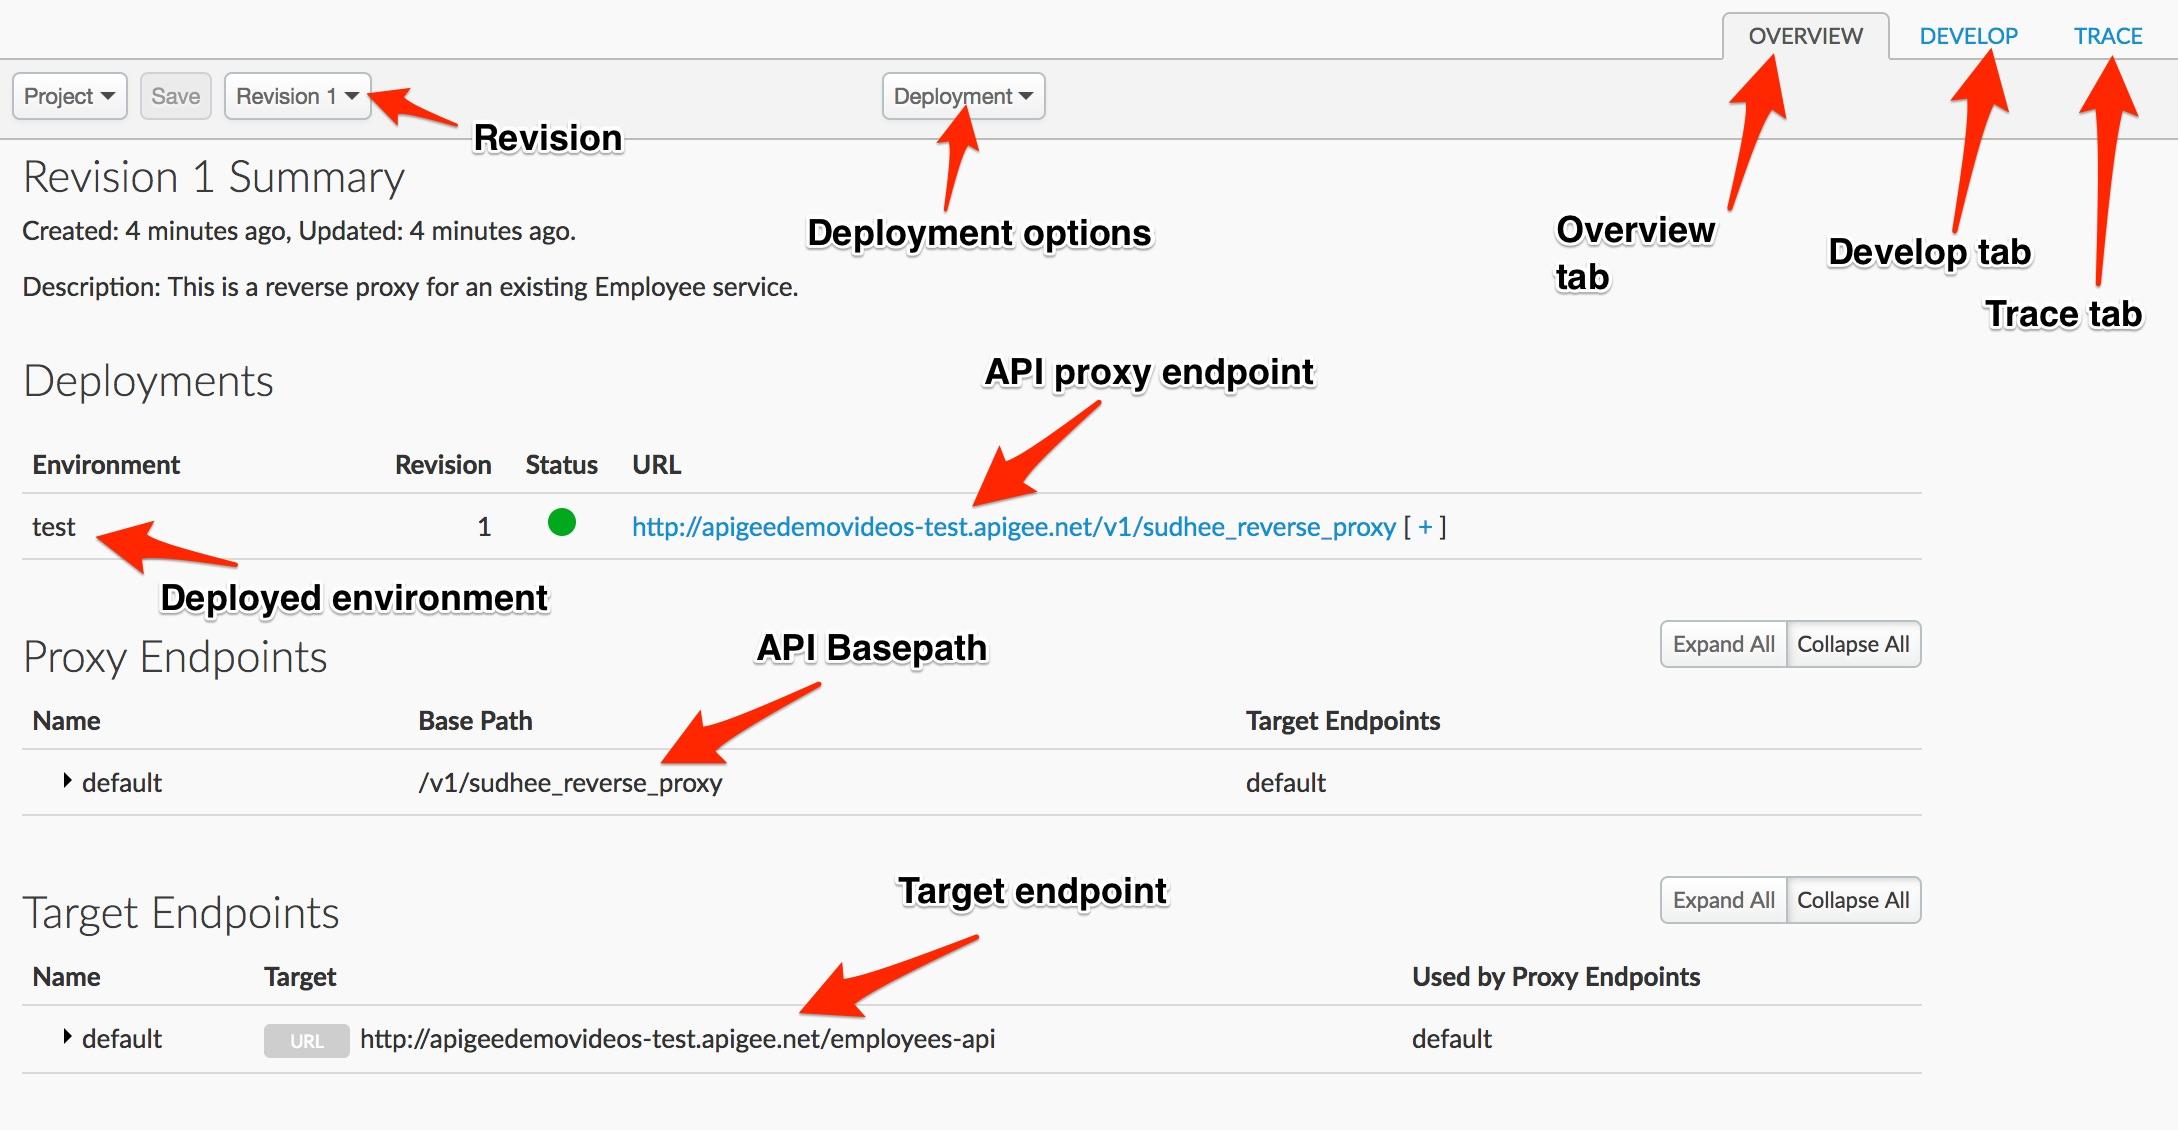 OVERVIEW DEVELOP TRACE
Project Save Revision 1 Deployment
Revision
Revision 1 Summary
Created: 4 minutes ago, Updated: 4 minutes ago.
Deployment options
Overview
tab
Develop tab
Description: This is a reverse proxy for an existing Employee service.
Trace tab
API proxy endpoint
Deployments
Environment Revision Status URL
test 1 http://apigeedemovideos-test.apigee.net/v1/sudhee_reverse_proxy [ + ]
Deployed environment
API Basepath
Proxy Endpoints Expand All Collapse All
Name Base Path Target Endpoints
default /v1/sudhee_reverse_proxy default
Target endpoint
Target Endpoints Expand All Collapse All
Name Target Used by Proxy Endpoints
default URL http://apigeedemovideos-test.apigee.net/employees-api default